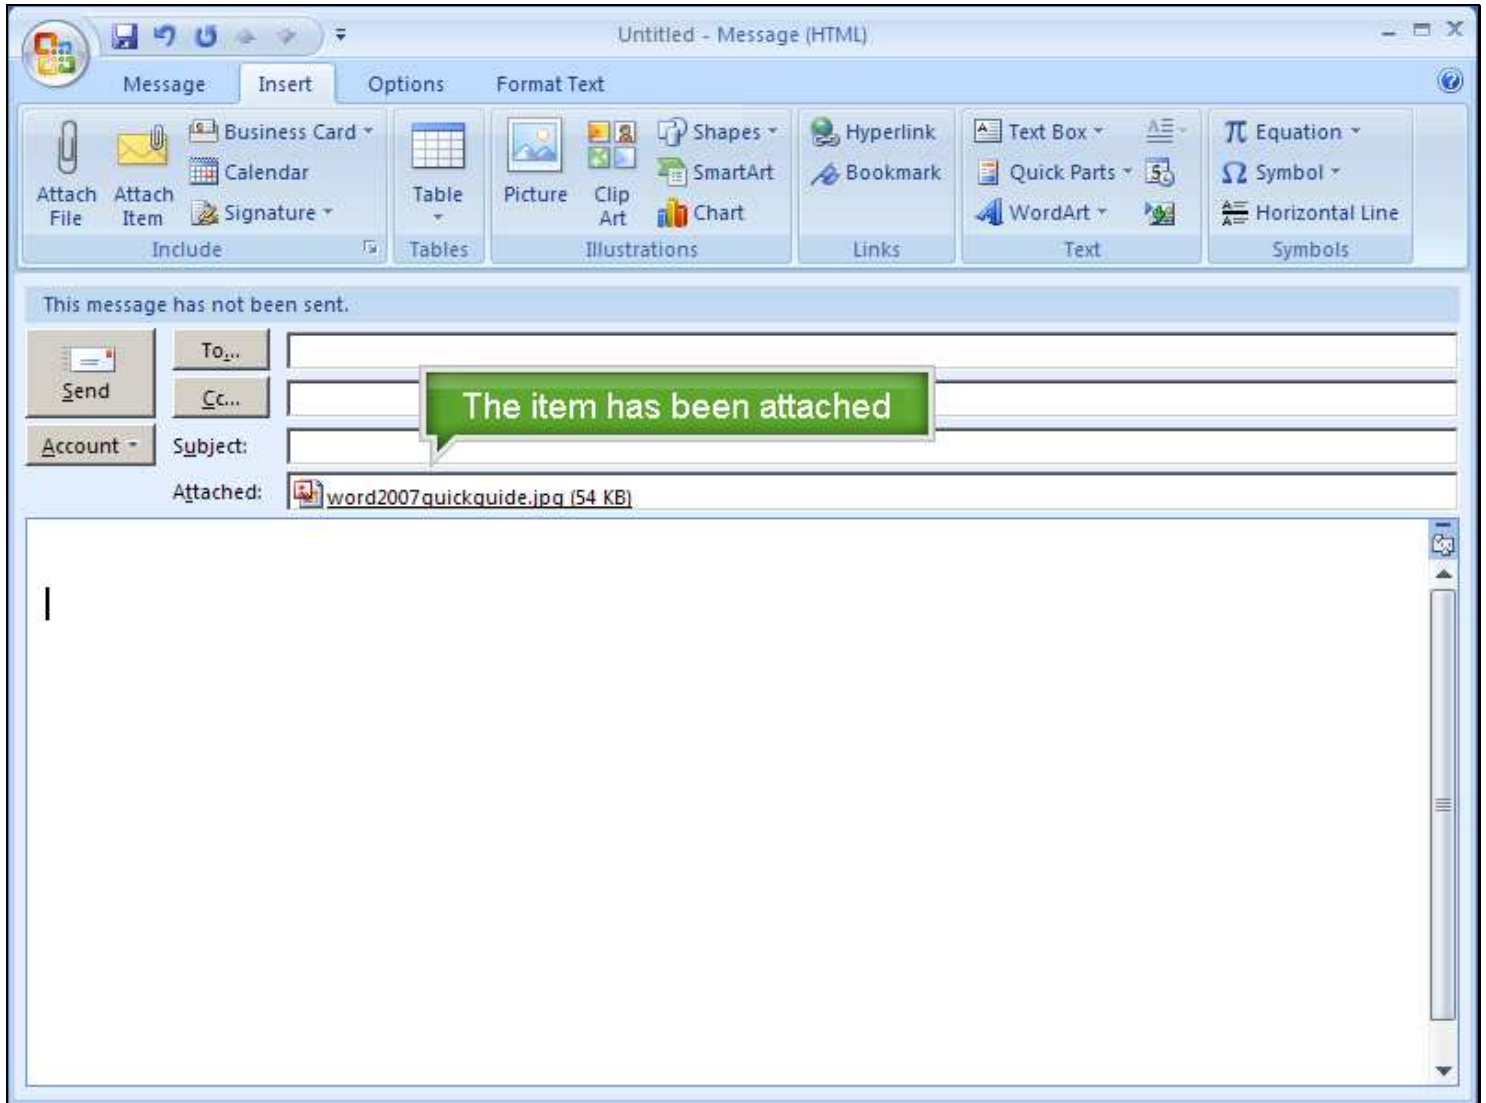 Untitled - Message (HTML)
Message Insert Options Format Text
Attach File
Attach Item
Business Card
Calendar
Signature
Include
Table
Tables
Picture
Clip Art
Shapes
SmartArt
Chart
Illustrations
Hyperlink
Bookmark
Links
Text Box
Quick Parts
WordArt
Text
π Equation
Ω Symbol
Horizontal Line
Symbols
This message has not been sent.
Send
To...
Cc...
The item has been attached
Account
Subject:
Attached: word2007quickguide.jpg (54 KB)